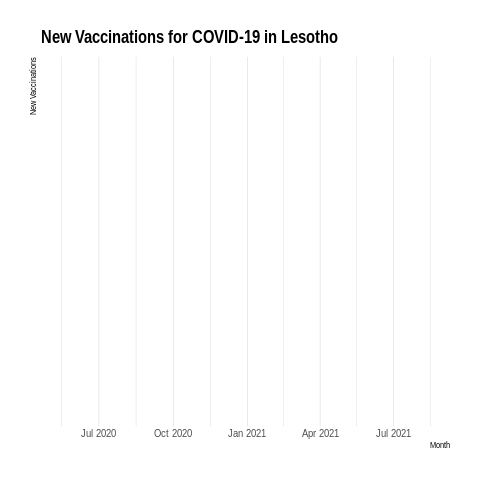 New Vaccinations for COVID-19 in Lesotho
New Vaccinations
Jul 2020 Oct 2020 Jan 2021 Apr 2021 Jul 2021
Month